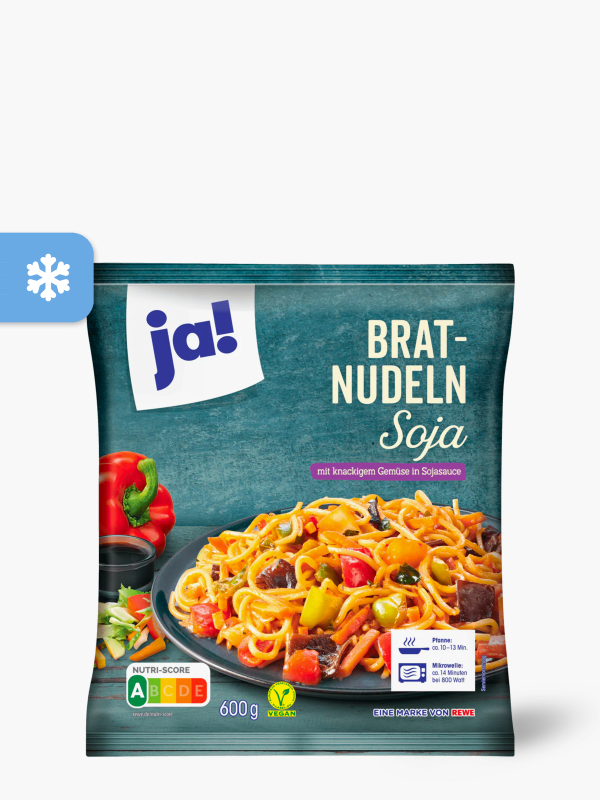 ja!
BRAT-
NUDELN
Soja
mit knackigem Gemüse in Sojasauce
Pfanne:
ca. 10–13 Min.
Mikrowelle:
ca. 14 Minuten
bei 800 Watt
NUTRI-SCORE
A B C D E
600 g
VEGAN
EINE MARKE VON REWE